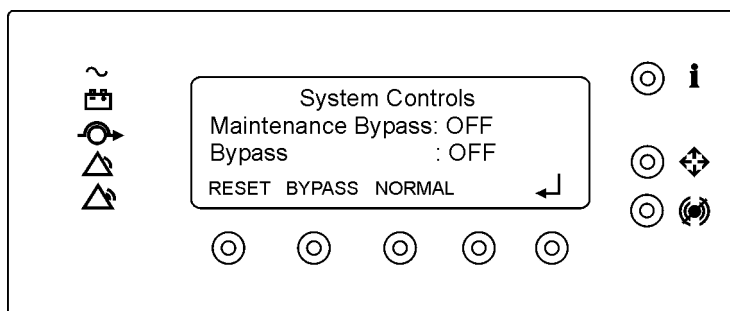 System Controls
Maintenance Bypass: OFF
Bypass : OFF
RESET BYPASS NORMAL
i